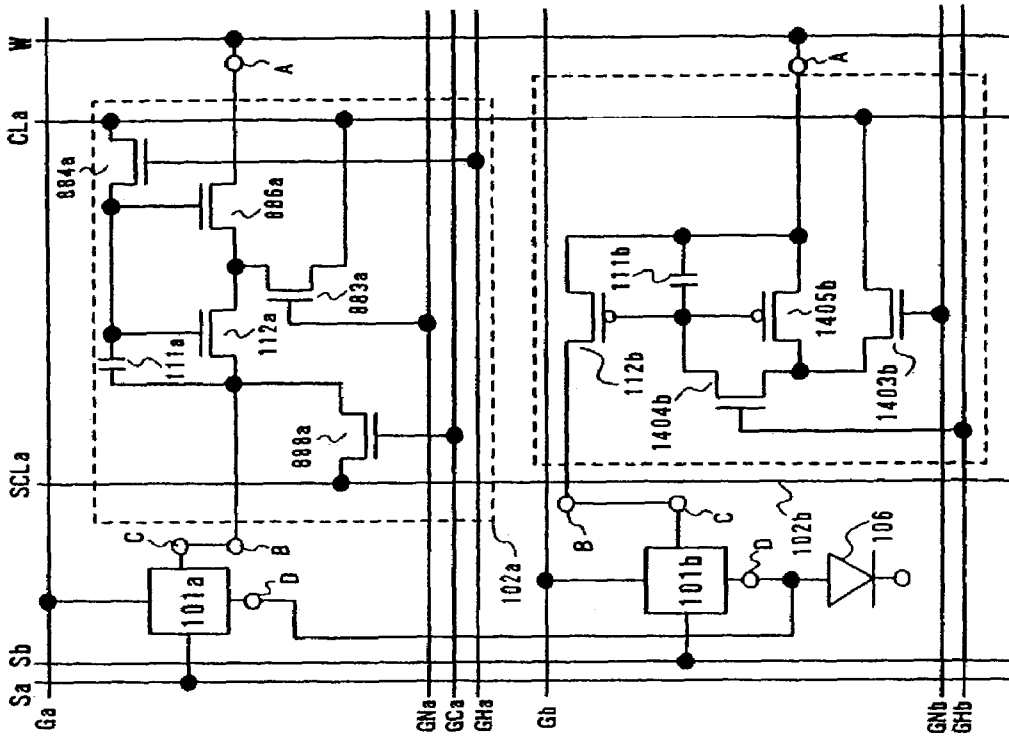 Sa
Sb
SCLa
CLa
W
Ga
884a
886a
A
111a
112a
883a
888a
C
B
101a
D
102a
GNa
GCa
GHa
Gb
A
111b
112b
1405b
1404b
1403b
B
C
101b
D
102b
106
GNb
GHb